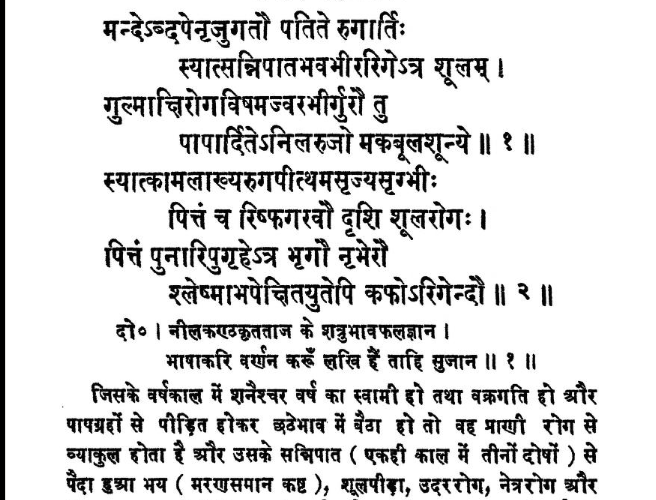 मन्देऽब्दपेनृजुगतौ पतिते रुगार्तिः
स्यात्सन्निपातभवभीररिगेऽत्र शूलम् ।
गुल्माक्षिरोगविषमज्वरभीर्गुरौ तु
पापार्दितेऽनिलरुजो मकबूलशून्ये ॥ १ ॥
स्यात्कामलाख्यरुगपीत्थमसृज्यसृग्भीः
पित्तं च रिष्फगरवौ दृशि शूलरोगः ।
पित्तं पुनारिपुगृहेऽत्र भृगौ नृभेरौ
श्लेष्माभपेक्षितयुतेपि कफोऽरिगेन्दौ ॥ २ ॥
दो० । नीलकण्ठकृतताज के शत्रुभावफलज्ञान ।
भाषाकरि वर्णन करूँ लखि हैं ताहि सुजान ॥ १ ॥
जिसके वर्षकाल में शनैश्चर वर्ष का स्वामी हो तथा वक्रगति हो और
पापग्रहों से पीड़ित होकर छठेभाव में बैठा हो तो वह प्राणी रोग से
व्याकुल होता है और उसके सन्निपात ( एकही काल में तीनों दोषों ) से
पैदा हुआ भय ( मरणसमान कष्ट ), शूलपीड़ा, उदररोग, नेत्ररोग और